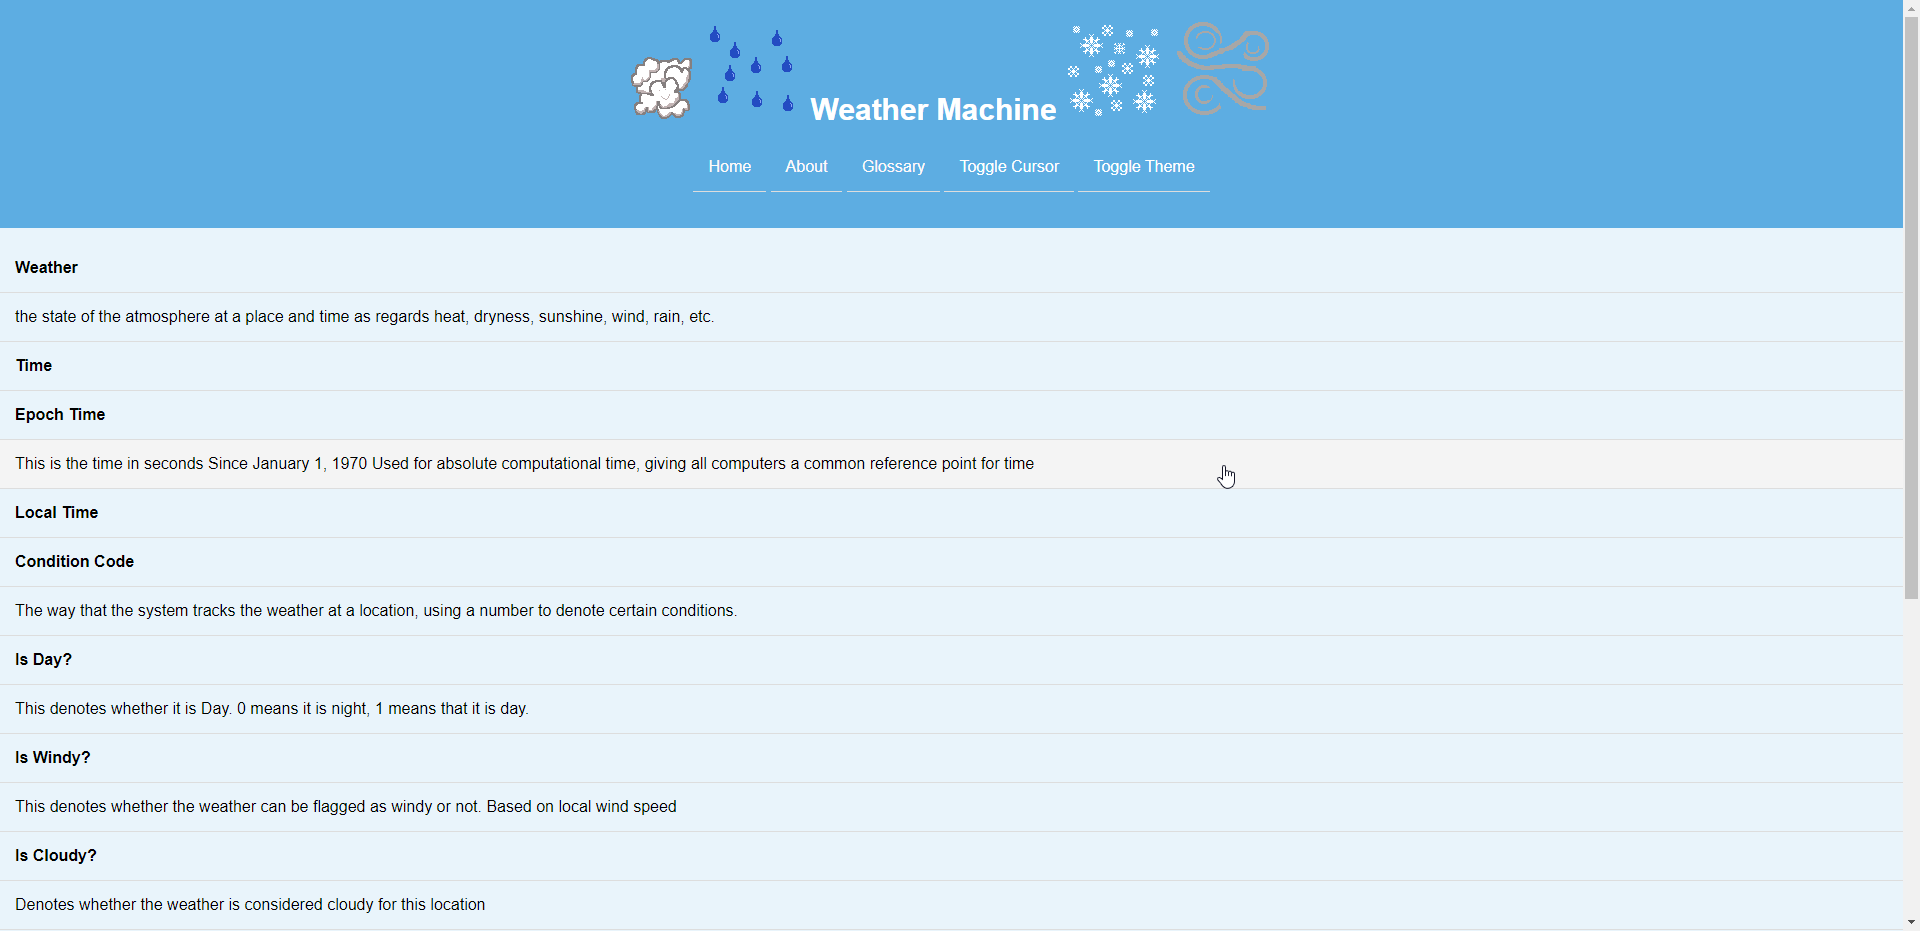 Weather Machine
Home About Glossary Toggle Cursor Toggle Theme
Weather
the state of the atmosphere at a place and time as regards heat, dryness, sunshine, wind, rain, etc.
Time
Epoch Time
This is the time in seconds Since January 1, 1970 Used for absolute computational time, giving all computers a common reference point for time
Local Time
Condition Code
The way that the system tracks the weather at a location, using a number to denote certain conditions.
Is Day?
This denotes whether it is Day. 0 means it is night, 1 means that it is day.
Is Windy?
This denotes whether the weather can be flagged as windy or not. Based on local wind speed
Is Cloudy?
Denotes whether the weather is considered cloudy for this location